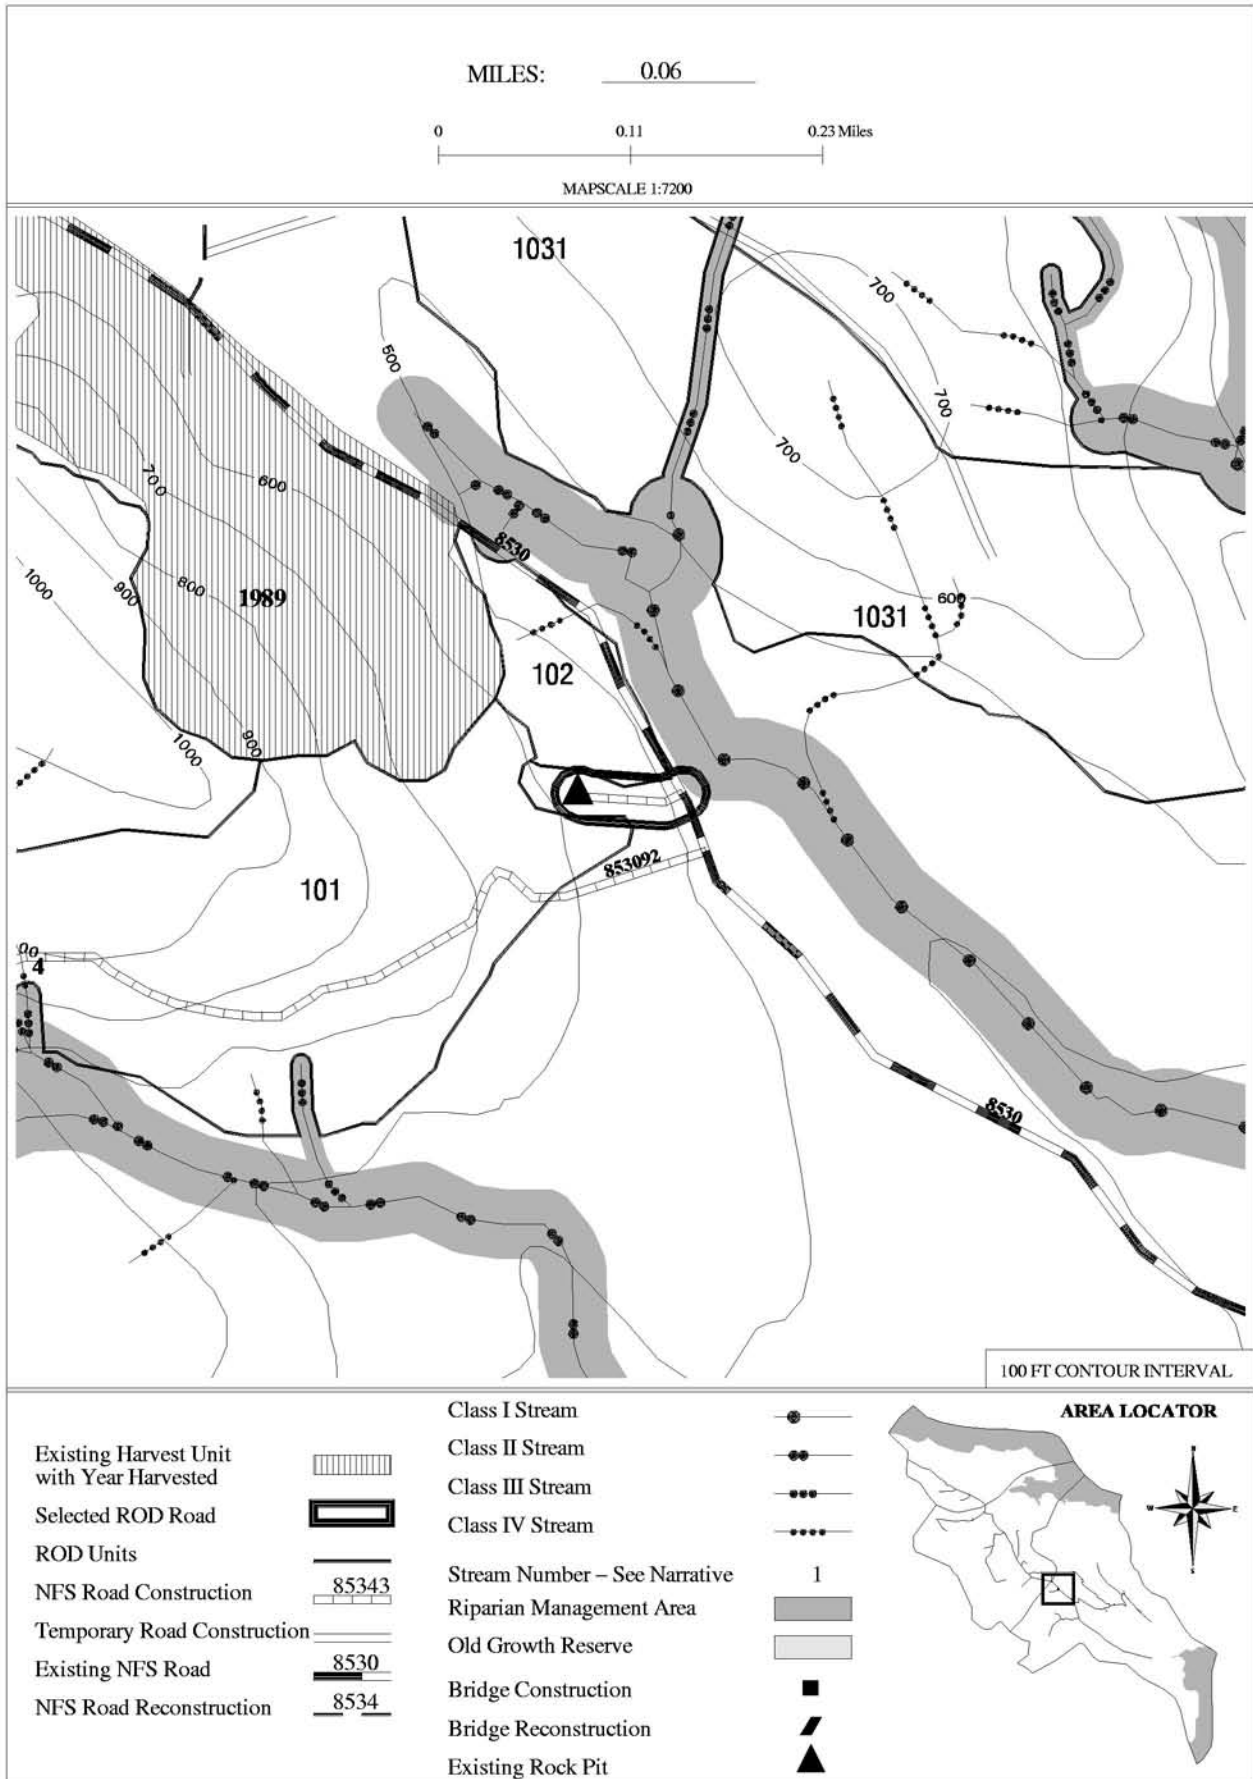 MILES: 0.06
0 0.11 0.23 Miles
MAPSCALE 1:7200
1031
700
500
700
700
600
700
1000
900
800
1989
8530
600
1031
102
1000
900
853092
101
00
4
8530
100 FT CONTOUR INTERVAL
Existing Harvest Unit
with Year Harvested
Selected ROD Road
ROD Units
NFS Road Construction 85343
Temporary Road Construction
Existing NFS Road 8530
NFS Road Reconstruction 8534
Class I Stream
Class II Stream
Class III Stream
Class IV Stream
Stream Number – See Narrative 1
Riparian Management Area
Old Growth Reserve
Bridge Construction
Bridge Reconstruction
Existing Rock Pit
AREA LOCATOR
N
W E
S